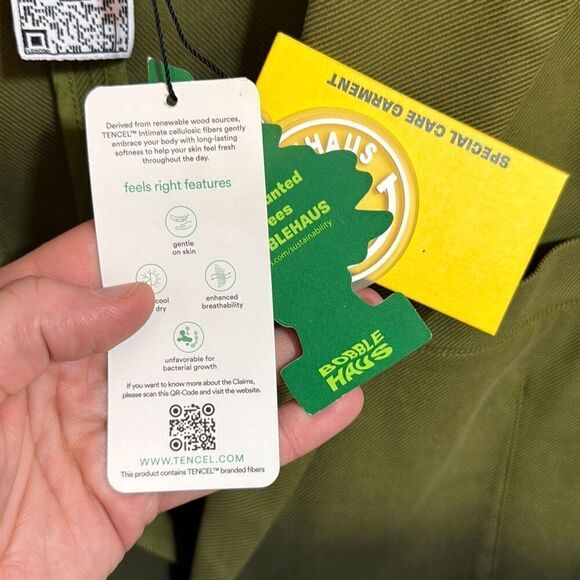 Derived from renewable wood sources,
TENCEL™ Intimate cellulosic fibers gently
embrace your body with long-lasting
softness to help your skin feel fresh
throughout the day.
feels right features
gentle
on skin
cool
dry
enhanced
breathability
unfavorable for
bacterial growth
If you want to know more about the Claims,
please scan this QR-Code and visit the website.
WWW.TENCEL.COM
This product contains TENCEL™ branded fibers
BOBBLE
HAUS
.com/sustainability
SPECIAL CARE GARMENT
HAUS